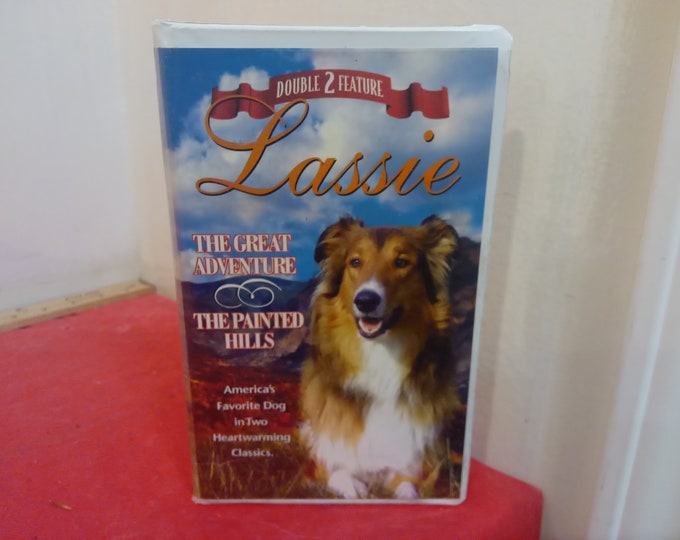 DOUBLE 2 FEATURE
Lassie
THE GREAT
ADVENTURE
THE PAINTED
HILLS
America's
Favorite Dog
in Two
Heartwarming
Classics.